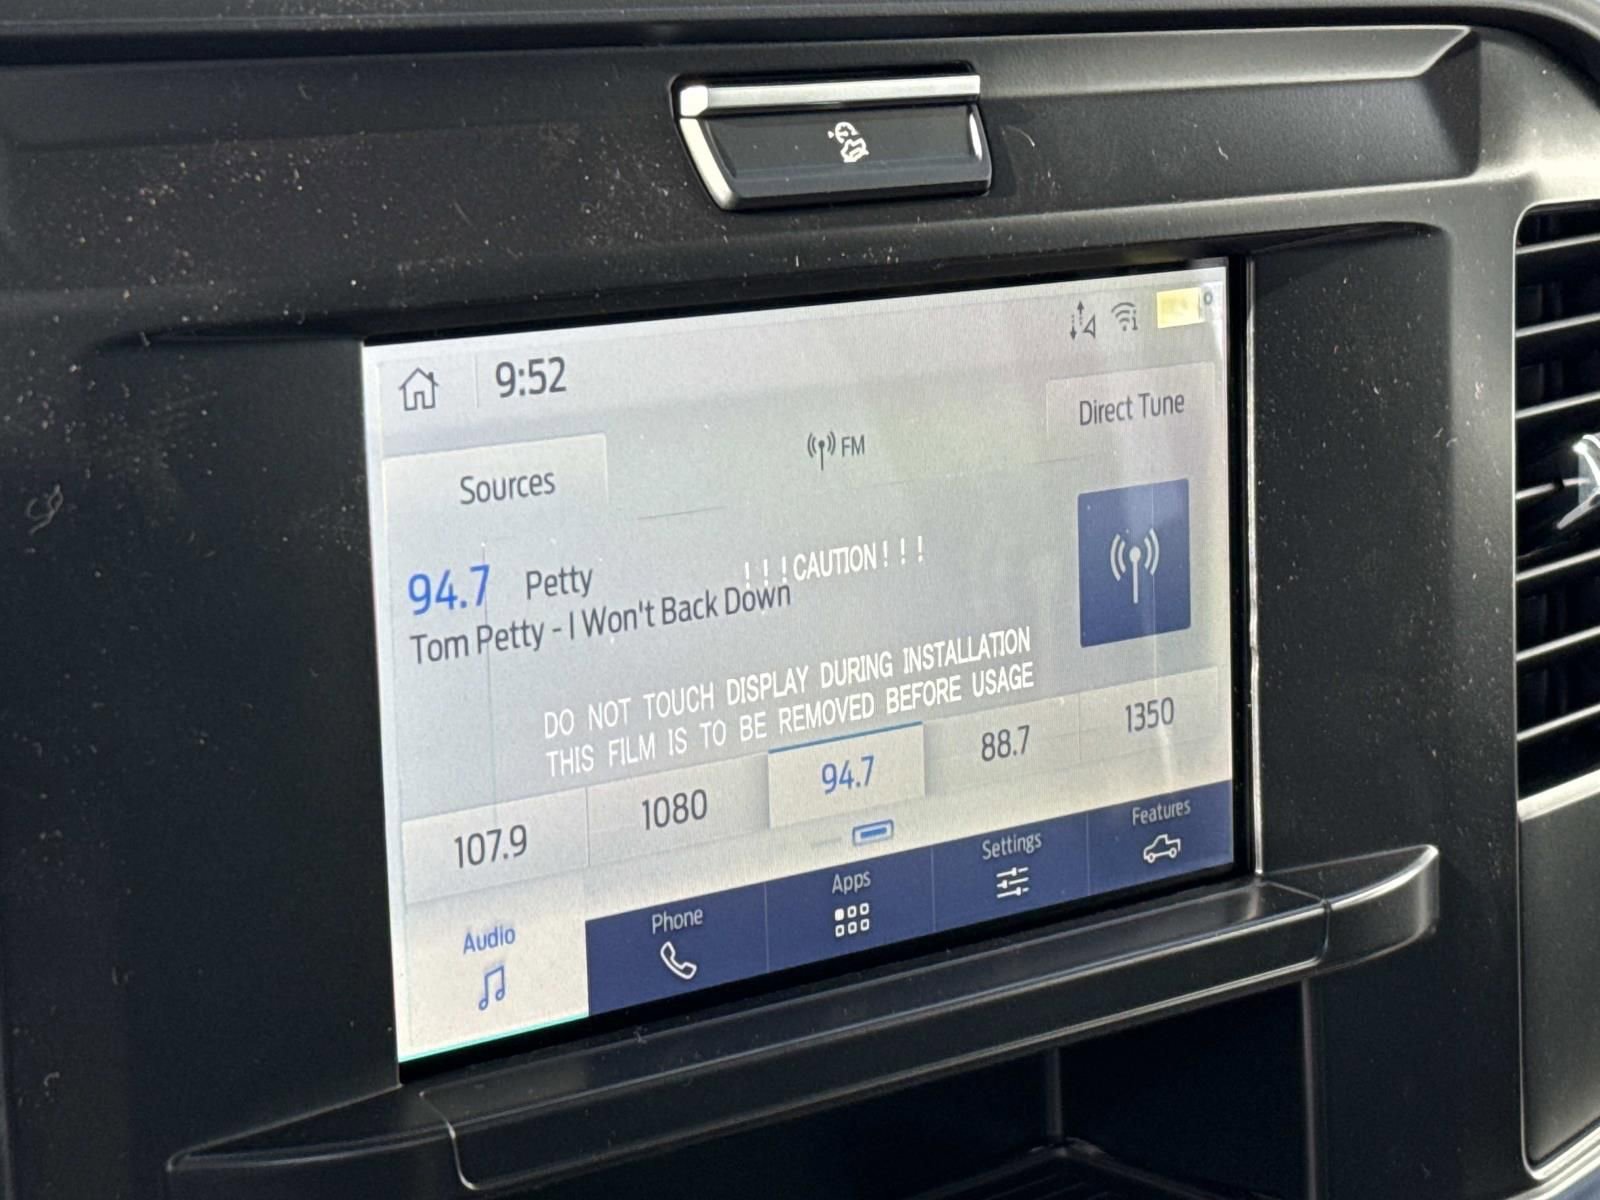 9:52
Direct Tune
FM
Sources
94.7 Petty
!!!CAUTION!!!
Tom Petty - I Won't Back Down
DO NOT TOUCH DISPLAY DURING INSTALLATION
THIS FILM IS TO BE REMOVED BEFORE USAGE
107.9 1080 94.7 88.7 1350
Audio Phone Apps Settings Features